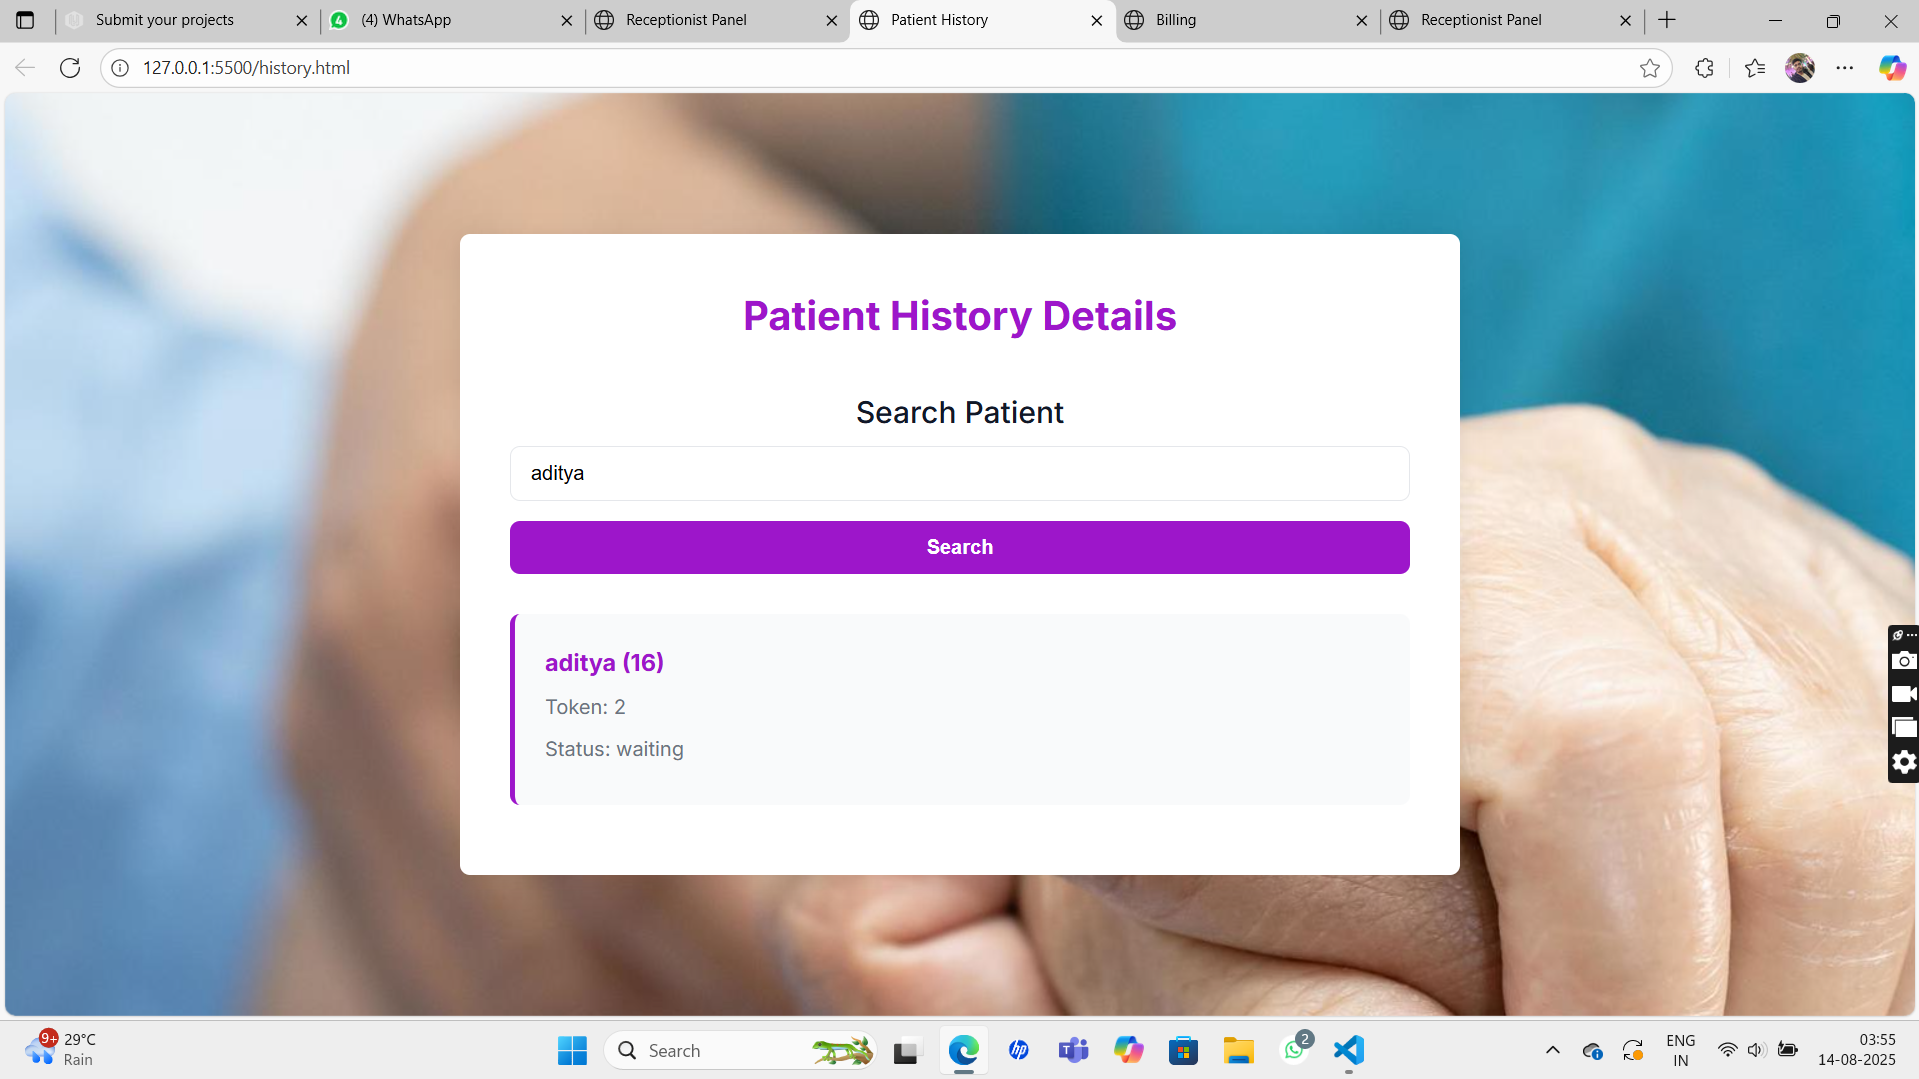 Submit your projects
4
(4) WhatsApp
Receptionist Panel
Patient History
Billing
Receptionist Panel
127.0.0.1:5500/history.html
Patient History Details
Search Patient
aditya
Search
aditya (16)
Token: 2
Status: waiting
9+
29°C
Rain
Search
hp
T
2
ENG
IN
03:55
14-08-2025